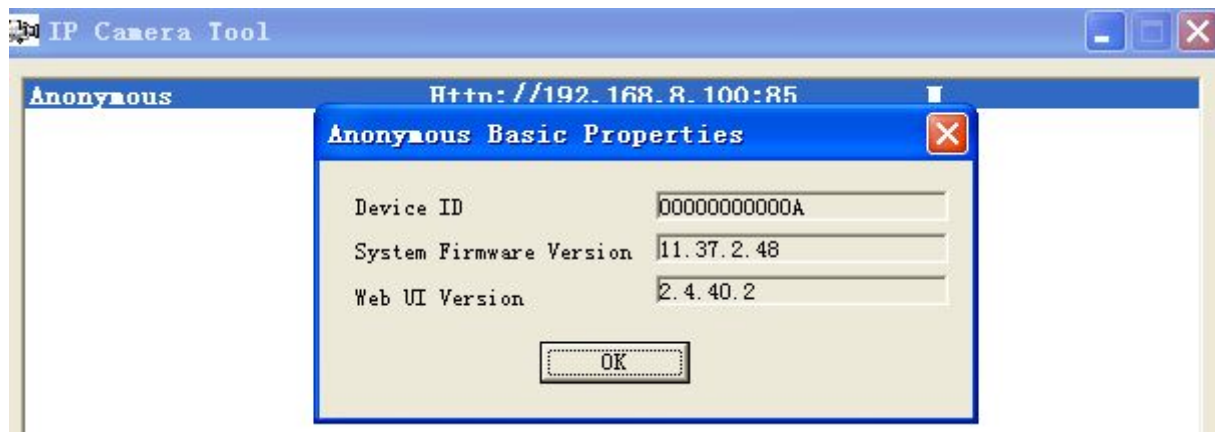 IP Camera Tool
Anonymous Http://192.168.8.100:85
Anonymous Basic Properties
Device ID 00000000000A
System Firmware Version 11.37.2.48
Web UI Version 2.4.40.2
OK